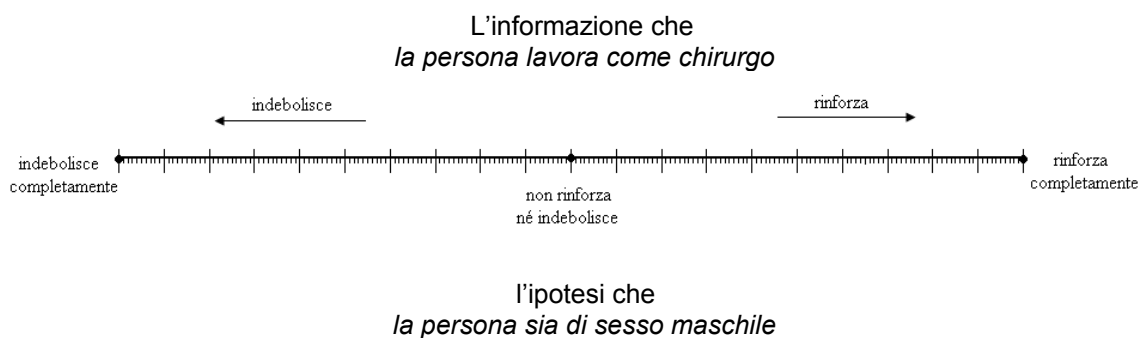 L’informazione che
la persona lavora come chirurgo
indebolisce
rinforza
indebolisce
completamente
non rinforza
né indebolisce
rinforza
completamente
l’ipotesi che
la persona sia di sesso maschile